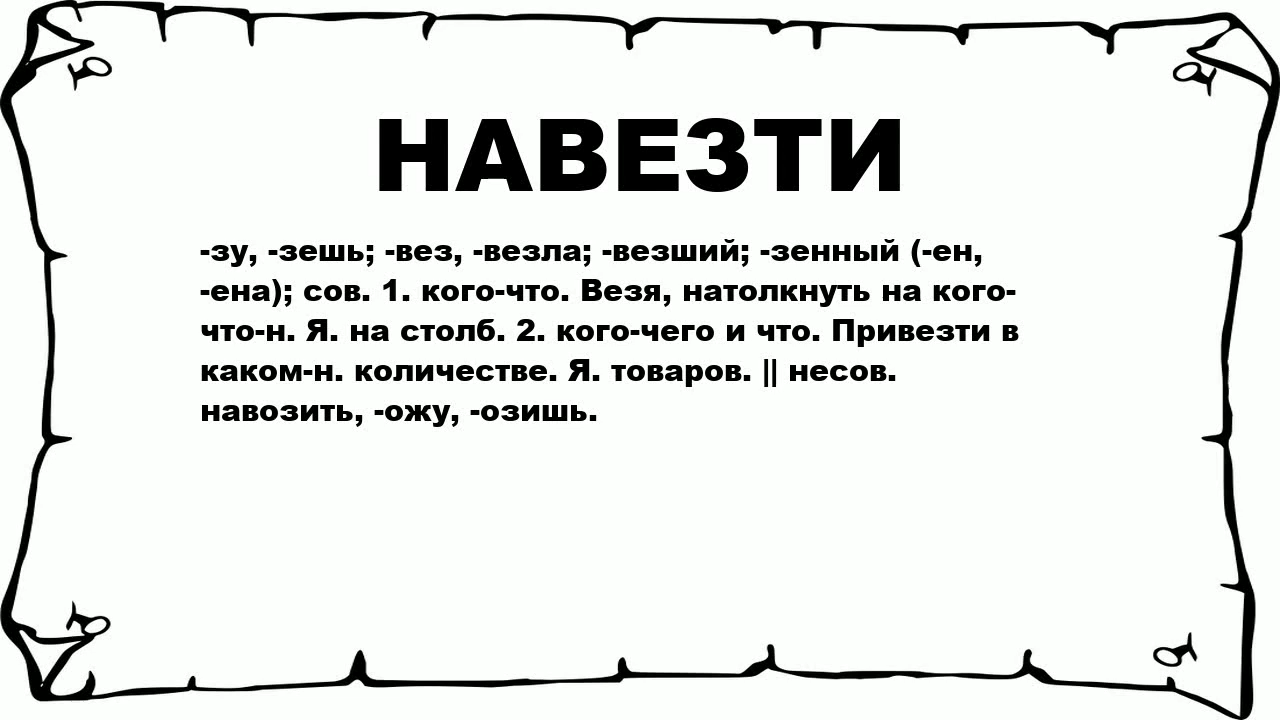 НАВЕЗТИ
-зу, -зешь; -вез, -везла; -везший; -зенный (-ен,
-ена); сов. 1. кого-что. Везя, натолкнуть на кого-
что-н. Я. на столб. 2. кого-чего и что. Привезти в
каком-н. количестве. Я. товаров. || несов.
навозить, -ожу, -озишь.